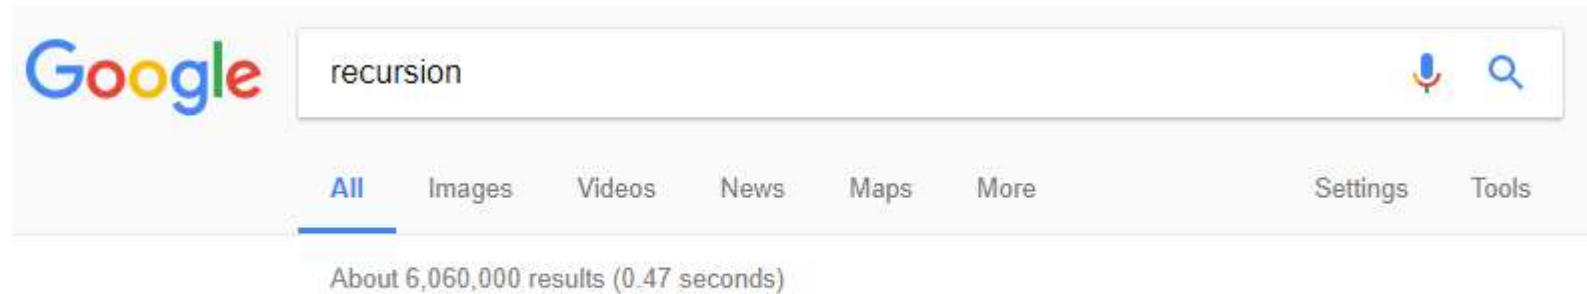 Google recursion
All Images Videos News Maps More Settings Tools
About 6,060,000 results (0.47 seconds)